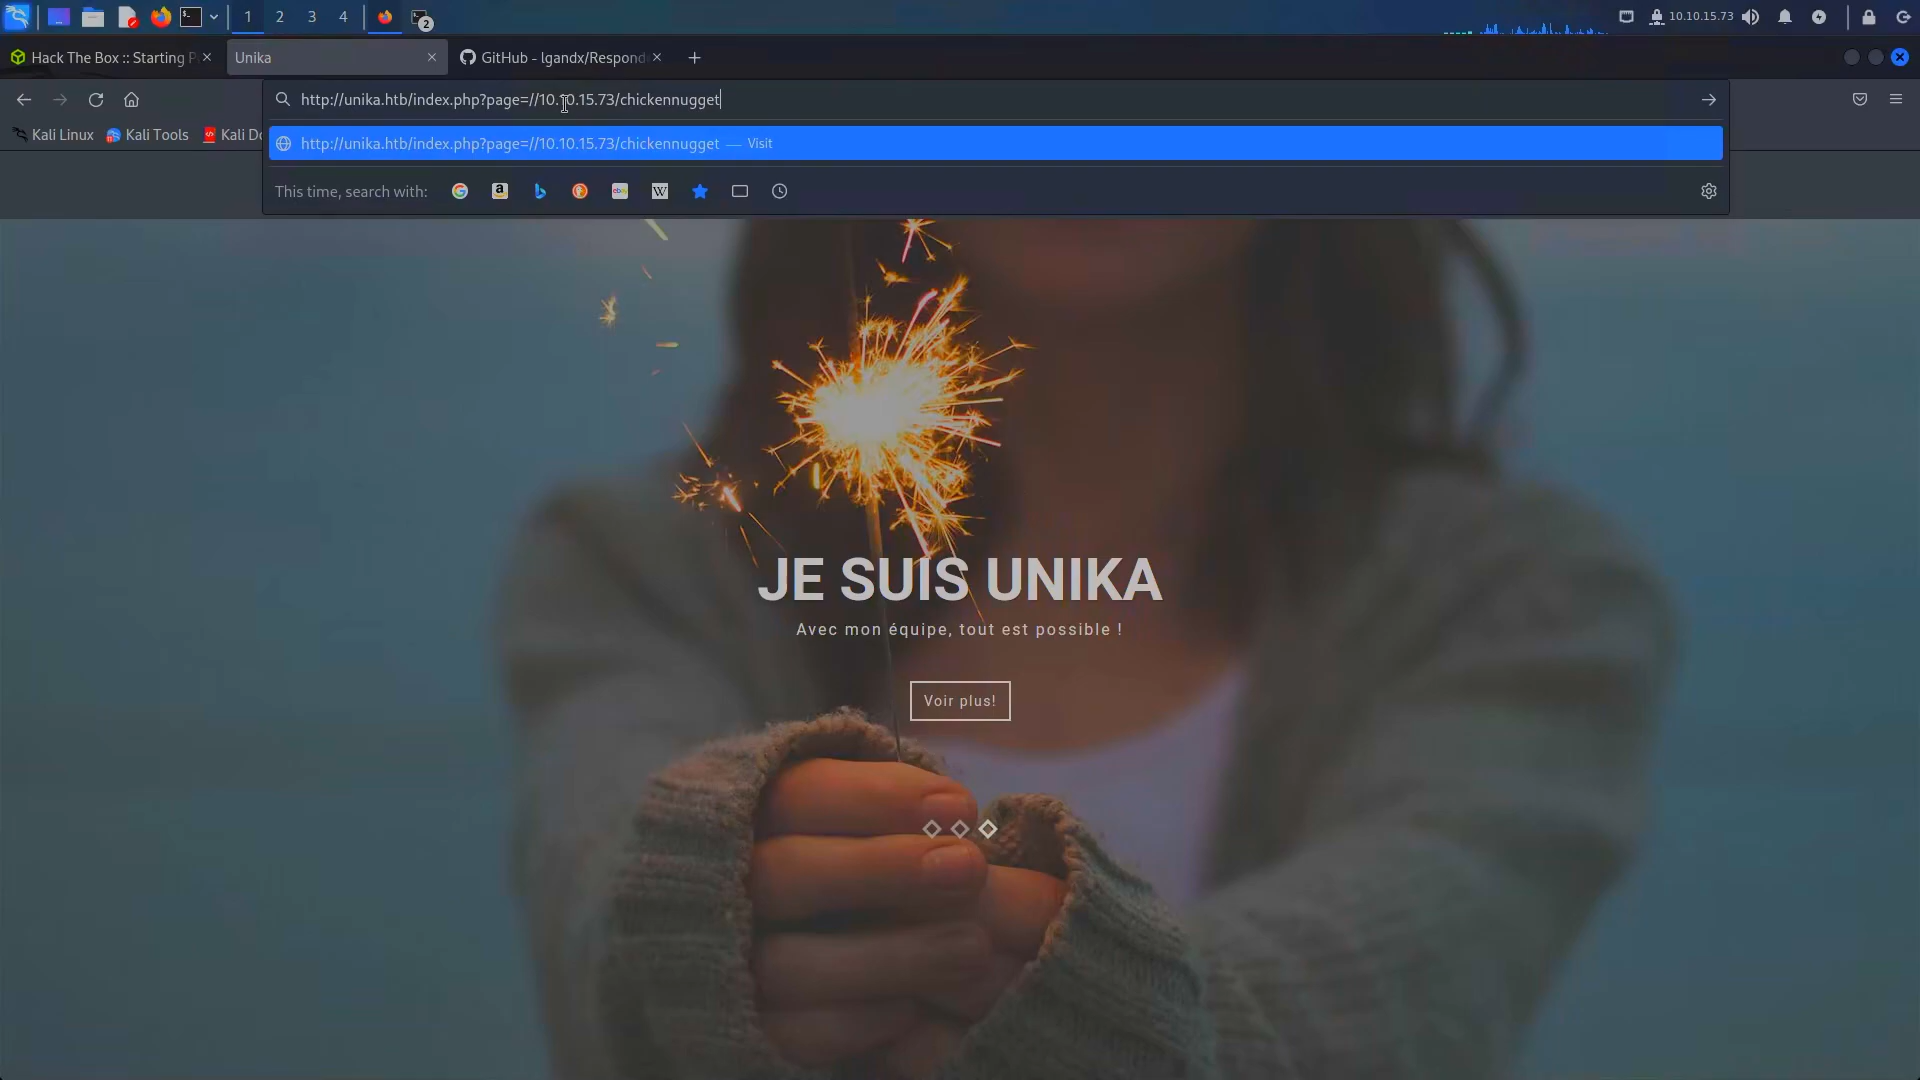 1 2 3 4 2 10.10.15.73
Hack The Box :: Starting P
Unika
GitHub - lgandx/Respond
http://unika.htb/index.php?page=//10.10.15.73/chickennugget
Kali Linux Kali Tools Kali Do
http://unika.htb/index.php?page=//10.10.15.73/chickennugget — Visit
This time, search with:
JE SUIS UNIKA
Avec mon équipe, tout est possible !
Voir plus!